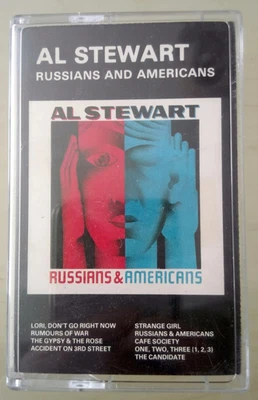 AL STEWART
RUSSIANS AND AMERICANS
AL STEWART
RUSSIANS & AMERICANS
LORI, DON'T GO RIGHT NOW
RUMOURS OF WAR
THE GYPSY & THE ROSE
ACCIDENT ON 3RD STREET
STRANGE GIRL
RUSSIANS & AMERICANS
CAFE SOCIETY
ONE, TWO, THREE (1, 2, 3)
THE CANDIDATE